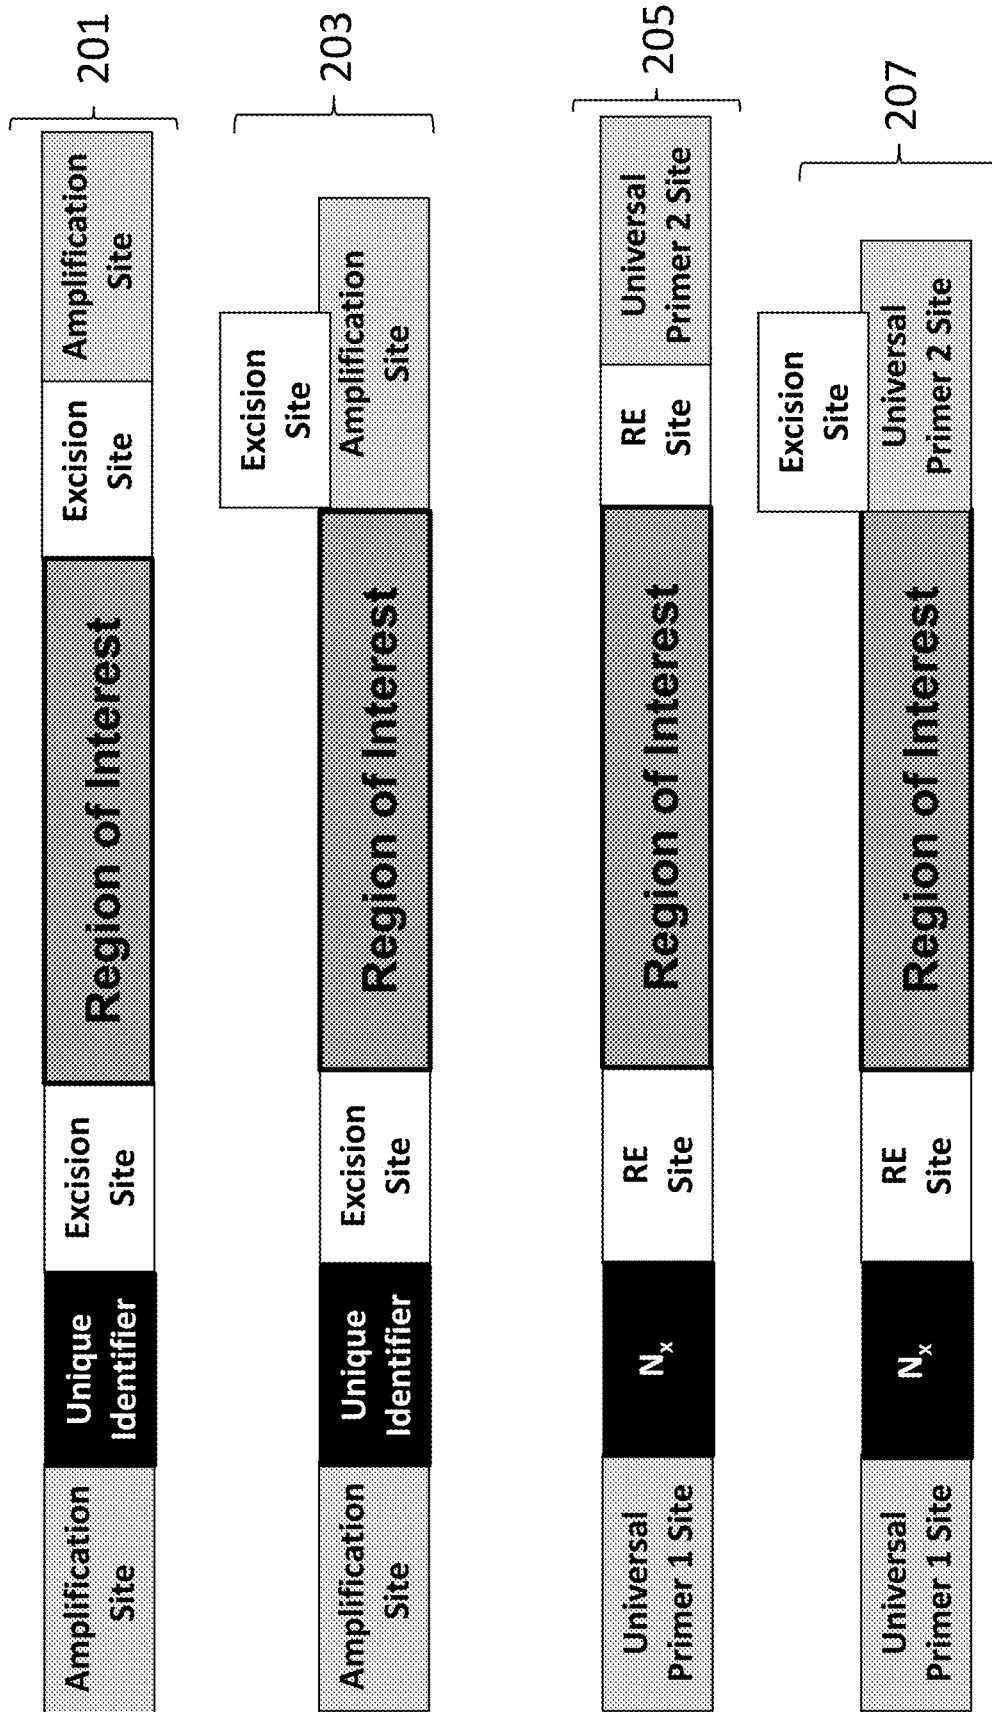 Amplification
Site
Unique
Identifier
Excision
Site
Region of Interest
Excision
Site
Amplification
Site
201
Amplification
Site
Unique
Identifier
Excision
Site
Region of Interest
Excision
Site
Amplification
Site
203
Universal
Primer 1 Site
Nx
RE
Site
Region of Interest
RE
Site
Universal
Primer 2 Site
205
Universal
Primer 1 Site
Nx
RE
Site
Region of Interest
Excision
Site
Universal
Primer 2 Site
207